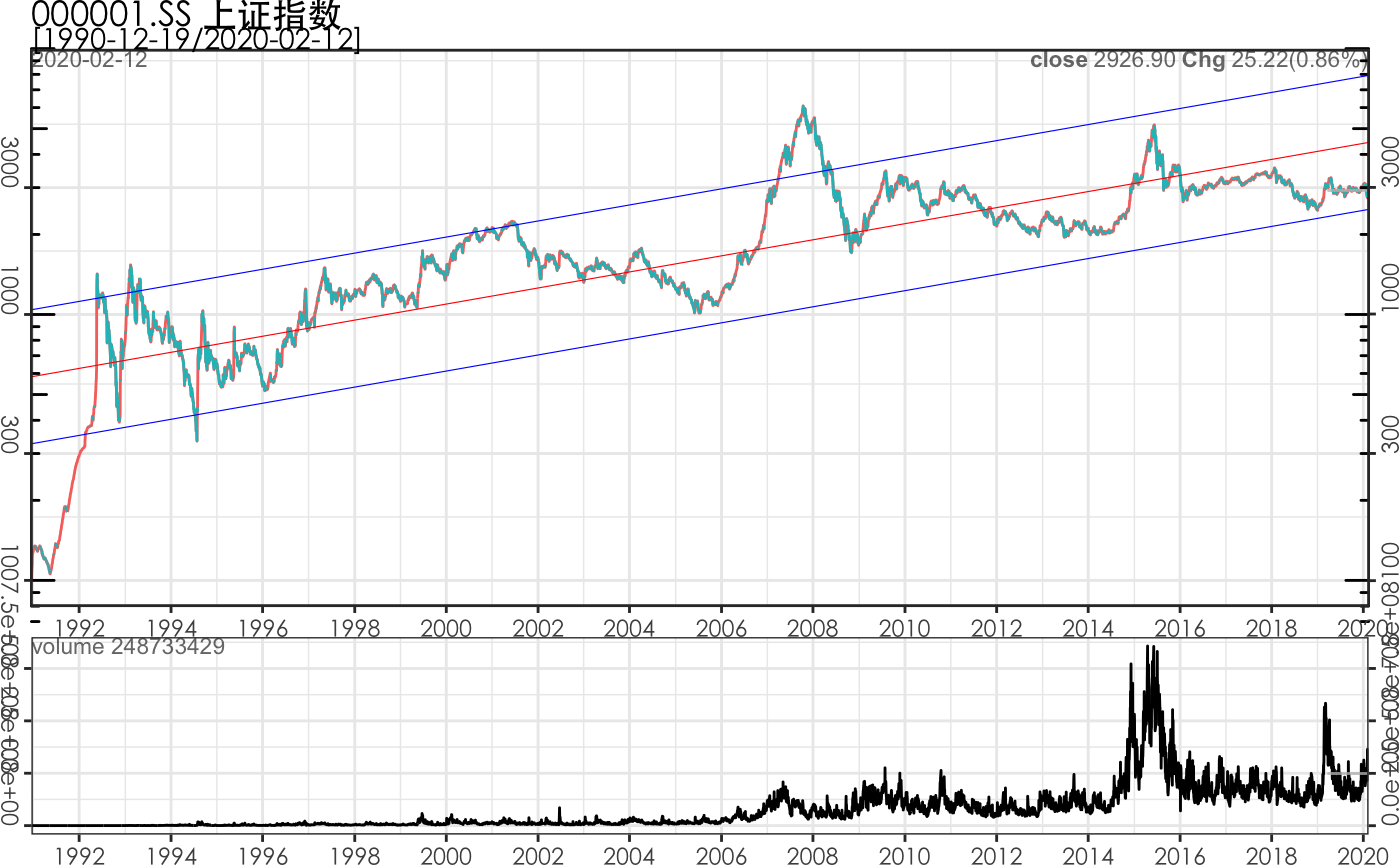 000001.SS 上证指数
[1990-12-19/2020-02-12]
2020-02-12 close 2926.90 Chg 25.22(0.86%)
3000 3000
1000 1000
300 300
100 100
1992 1994 1996 1998 2000 2002 2004 2006 2008 2010 2012 2014 2016 2018 2020
volume 248733429
0.0e+00
1992 1994 1996 1998 2000 2002 2004 2006 2008 2010 2012 2014 2016 2018 2020